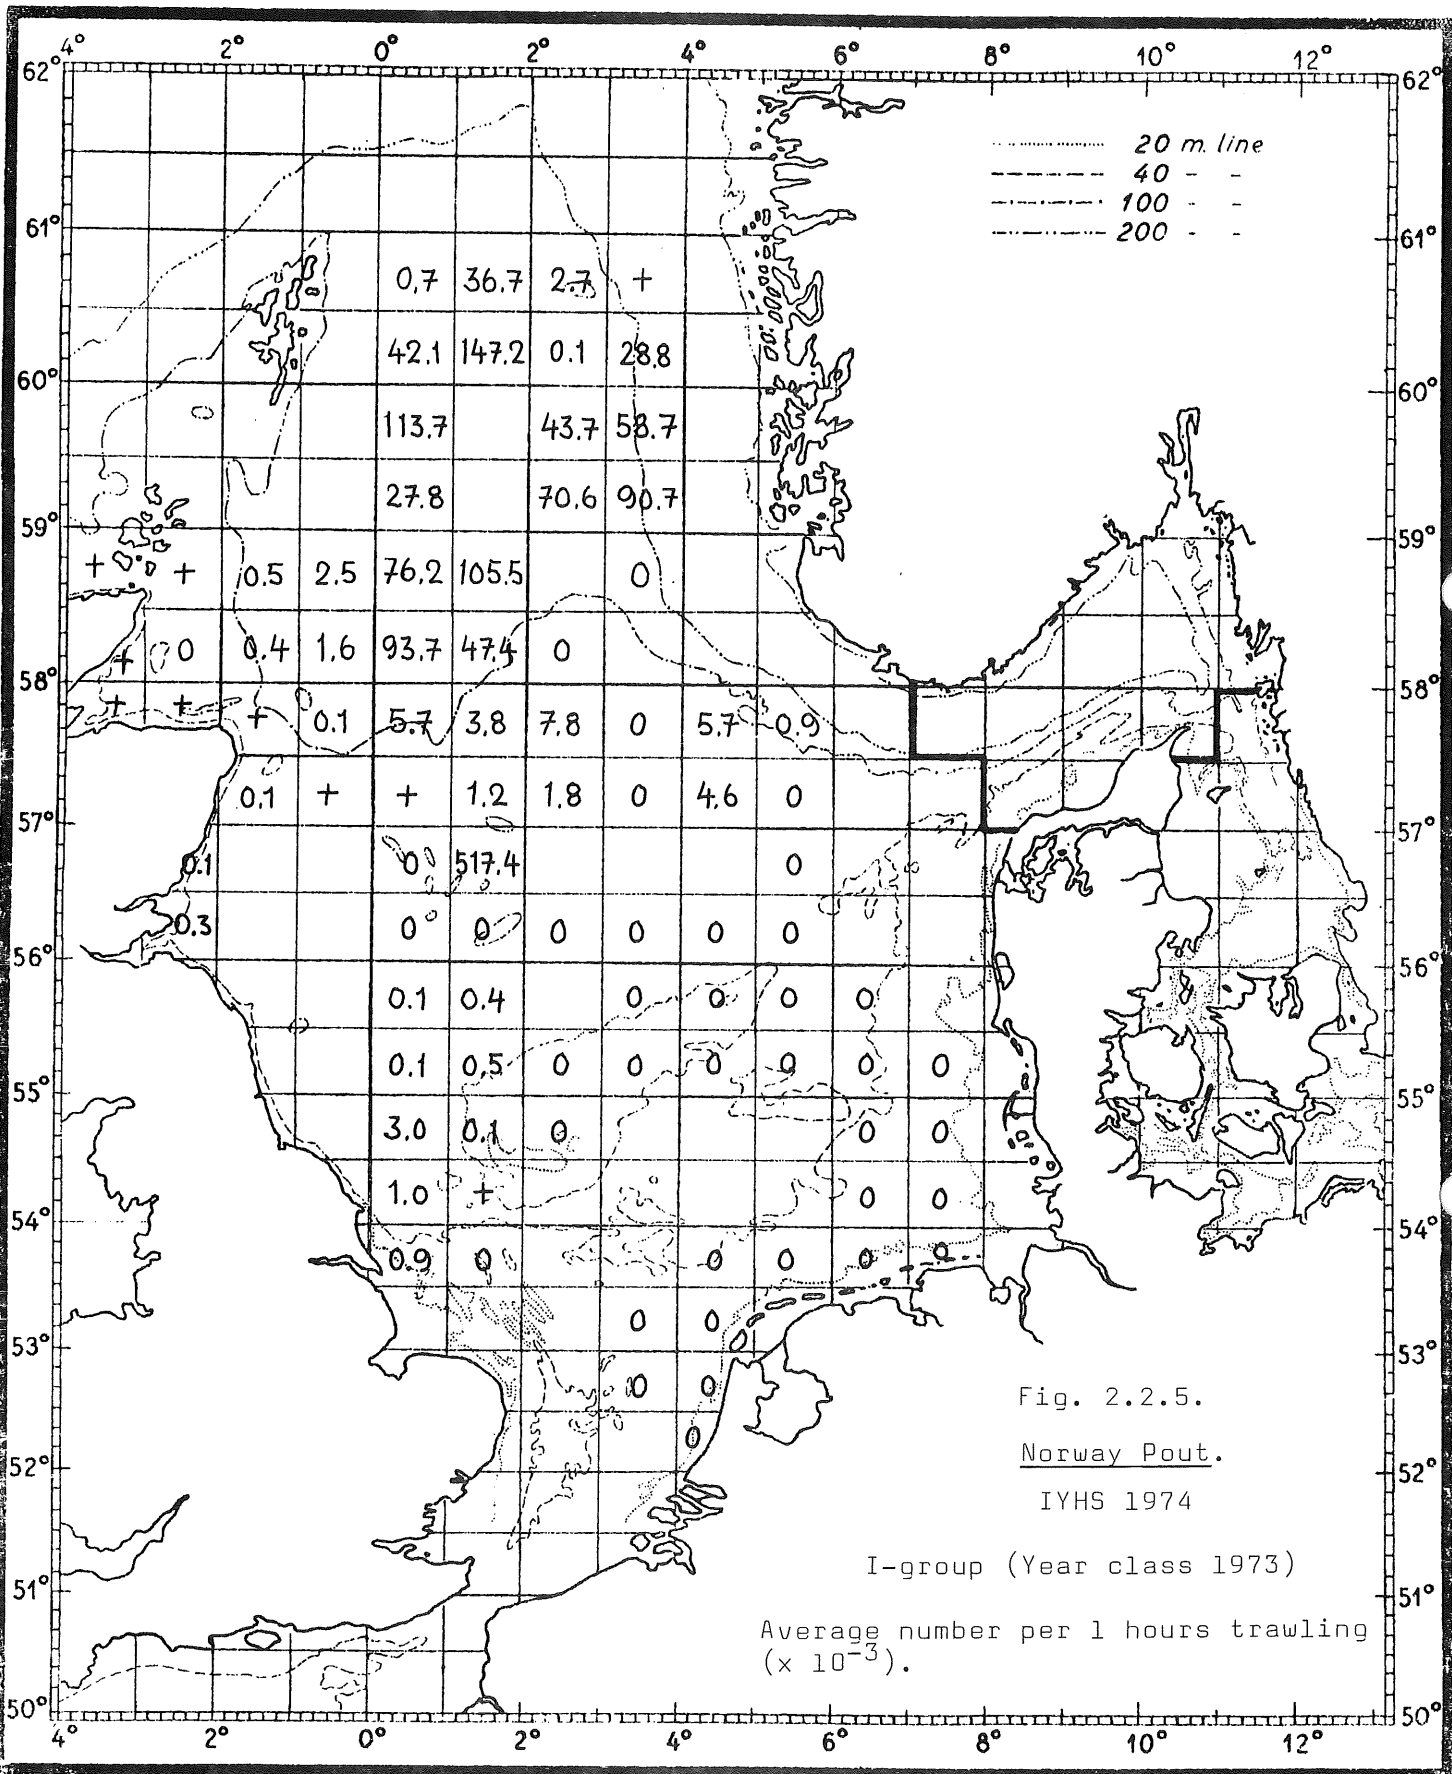 4° 2° 0° 2° 4° 6° 8° 10° 12°
62° 62°
20 m. line
40 - -
100 - -
200 - -
61° 61°
0,7 36.7 2.7 +
42.1 147.2 0.1 28.8
60° 60°
113.7 43.7 58.7
27.8 70.6 90.7
59° 59°
+ + 0.5 2.5 76.2 105.5 0
+ 0 0.4 1.6 93.7 47.4 0
58° 58°
+ + + 0.1 5.7 3.8 7.8 0 5.7 0.9
0.1 + + 1.2 1.8 0 4.6 0
57° 57°
0.1 0 517.4 0
0.3 0 0 0 0 0 0
56° 56°
0.1 0.4 0 0 0 0
0.1 0.5 0 0 0 0 0 0
55° 55°
3.0 0.1 0 0 0
1.0 + 0 0
54° 54°
0.9 0 0 0 0 0
0 0
53° 53°
0 0
Fig. 2.2.5.
0
Norway Pout.
52° 52°
IYHS 1974
I-group (Year class 1973)
51° 51°
Average number per 1 hours trawling
(x 10⁻³).
50° 50°
4° 2° 0° 2° 4° 6° 8° 10° 12°